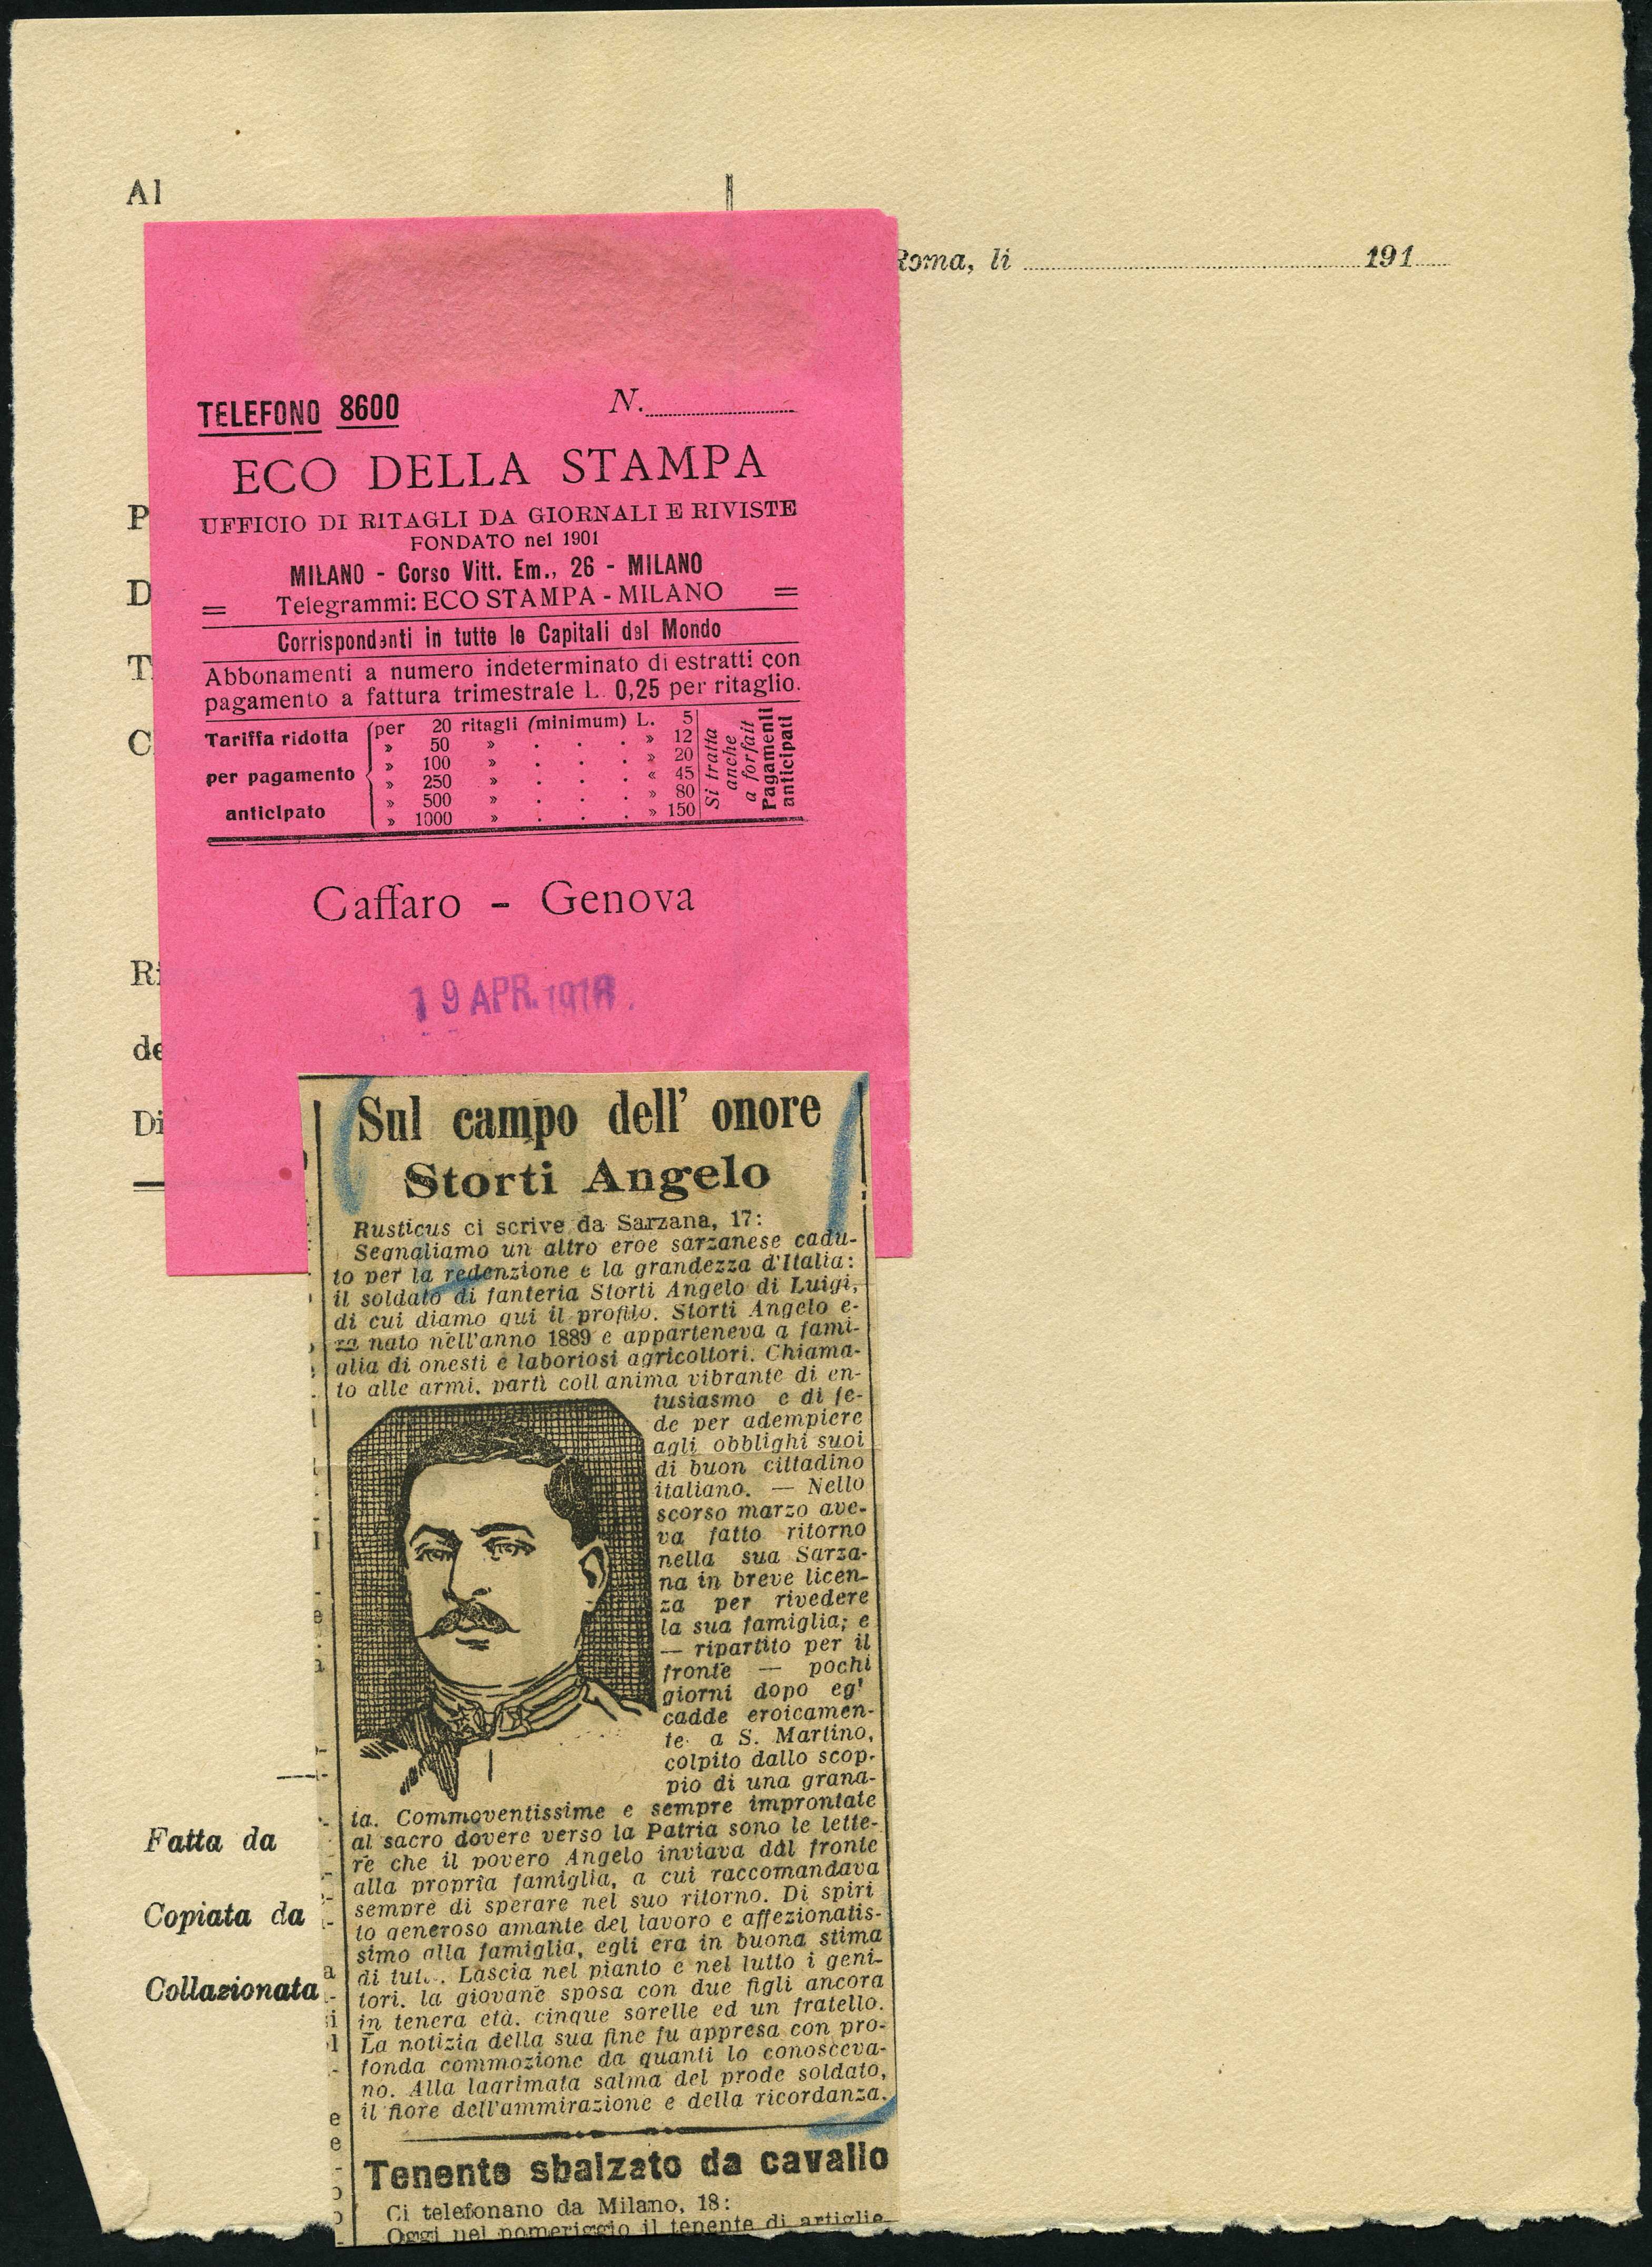 Al
Roma, li 191
TELEFONO 8600
N.
ECO DELLA STAMPA
UFFICIO DI RITAGLI DA GIORNALI E RIVISTE
FONDATO nel 1901
MILANO - Corso Vitt. Em., 26 - MILANO
= Telegrammi: ECO STAMPA - MILANO =
Corrispondenti in tutte le Capitali del Mondo
Abbonamenti a numero indeterminato di estratti con
pagamento a fattura trimestrale L. 0,25 per ritaglio.
Tariffa ridotta
per pagamento
anticipato
per 20 ritagli (minimum) L. 5
» 50 » . . . » 12
» 100 » . . . » 20
» 250 » . . . « 45
» 500 » . . . » 80
» 1000 » . . . » 150
Si tratta
anche
a forfait
Pagamenti
anticipati
Caffaro - Genova
19 APR.
P
D
T
C
Ri
de
Di
Sul campo dell' onore
Storti Angelo
Rusticus ci scrive da Sarzana, 17:
Segnaliamo un altro eroe sarzanese cadu-
to per la redenzione e la grandezza d'Italia:
il soldato di fanteria Storti Angelo di Luigi,
di cui diamo qui il profilo. Storti Angelo e-
ra nato nell'anno 1889 e apparteneva a fami-
glia di onesti e laboriosi agricoltori. Chiama-
to alle armi, partì coll anima vibrante di en-
tusiasmo e di fe-
de per adempiere
agli obblighi suoi
di buon cittadino
italiano. — Nello
scorso marzo ave-
va fatto ritorno
nella sua Sarza-
na in breve licen-
za per rivedere
la sua famiglia; e
— ripartito per il
fronte — pochi
giorni dopo eg'
cadde eroicamen-
te a S. Martino,
colpito dallo scop-
pio di una grana-
ta. Commoventissime e sempre improntate
al sacro dovere verso la Patria sono le lette-
re che il povero Angelo inviava dal fronte
alla propria famiglia, a cui raccomandava
sempre di sperare nel suo ritorno. Di spiri
to generoso amante del lavoro e affezionatis-
simo alla famiglia, egli era in buona stima
di tut... Lascia nel pianto e nel lutto i geni-
tori, la giovane sposa con due figli ancora
in tenera età, cinque sorelle ed un fratello.
La notizia della sua fine fu appresa con pro-
fonda commozione da quanti lo conosceva-
no. Alla lagrimata salma del prode soldato,
il fiore dell'ammirazione e della ricordanza.
Tenente sbalzato da cavallo
Ci telefonano da Milano, 18:
Oggi nel pomeriggio il tenente di artiglie
Fatta da
Copiata da
Collazionata